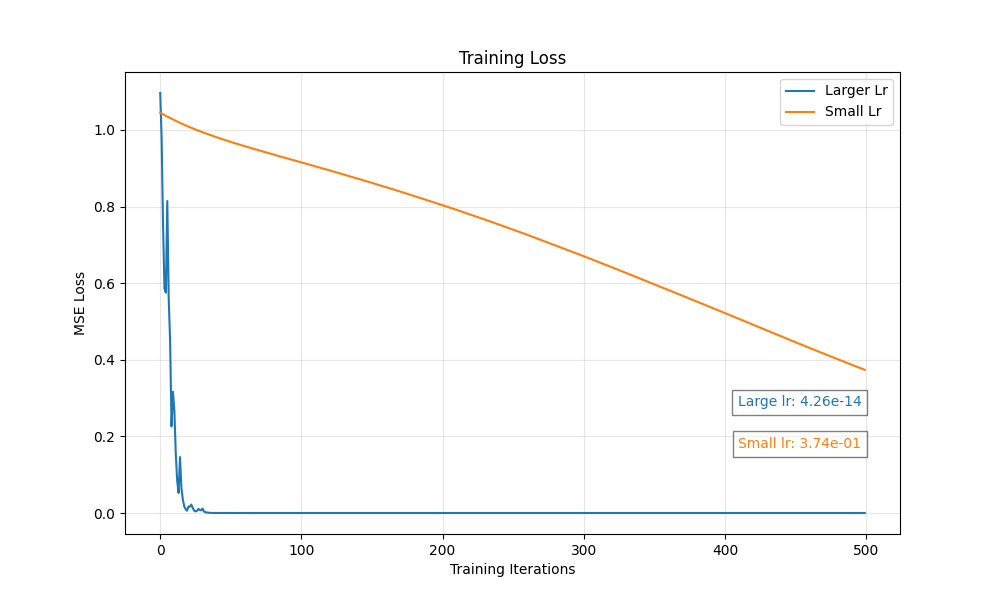 Training Loss
Larger Lr
Small Lr
MSE Loss
1.0
0.8
0.6
0.4
0.2
0.0
Large lr: 4.26e-14
Small lr: 3.74e-01
0 100 200 300 400 500
Training Iterations